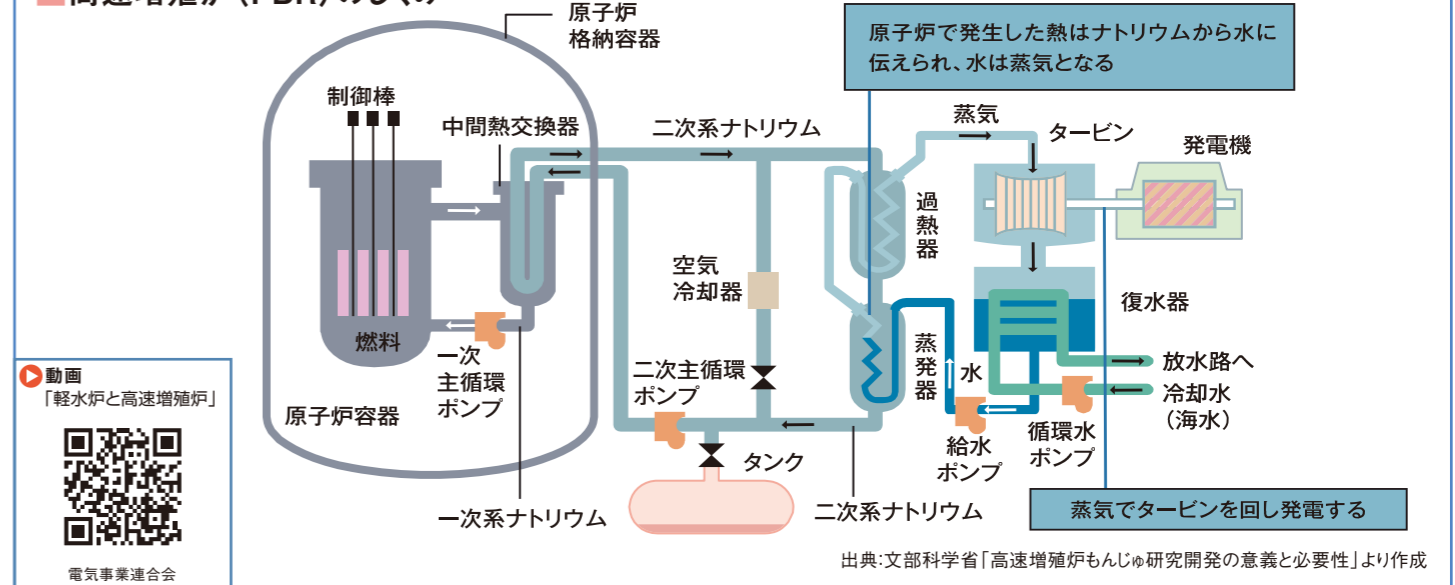 高速増殖炉(FBR)のしくみ
原子炉
格納容器
原子炉で発生した熱はナトリウムから水に
伝えられ、水は蒸気となる
制御棒
中間熱交換器
二次系ナトリウム
蒸気
タービン
発電機
過熱器
空気
冷却器
復水器
燃料
一次
主循環
ポンプ
二次主循環
ポンプ
蒸発器
水
放水路へ
冷却水
(海水)
原子炉容器
給水
ポンプ
循環水
ポンプ
タンク
一次系ナトリウム
二次系ナトリウム
蒸気でタービンを回し発電する
動画
「軽水炉と高速増殖炉」
電気事業連合会
出典:文部科学省「高速増殖炉もんじゅ研究開発の意義と必要性」より作成